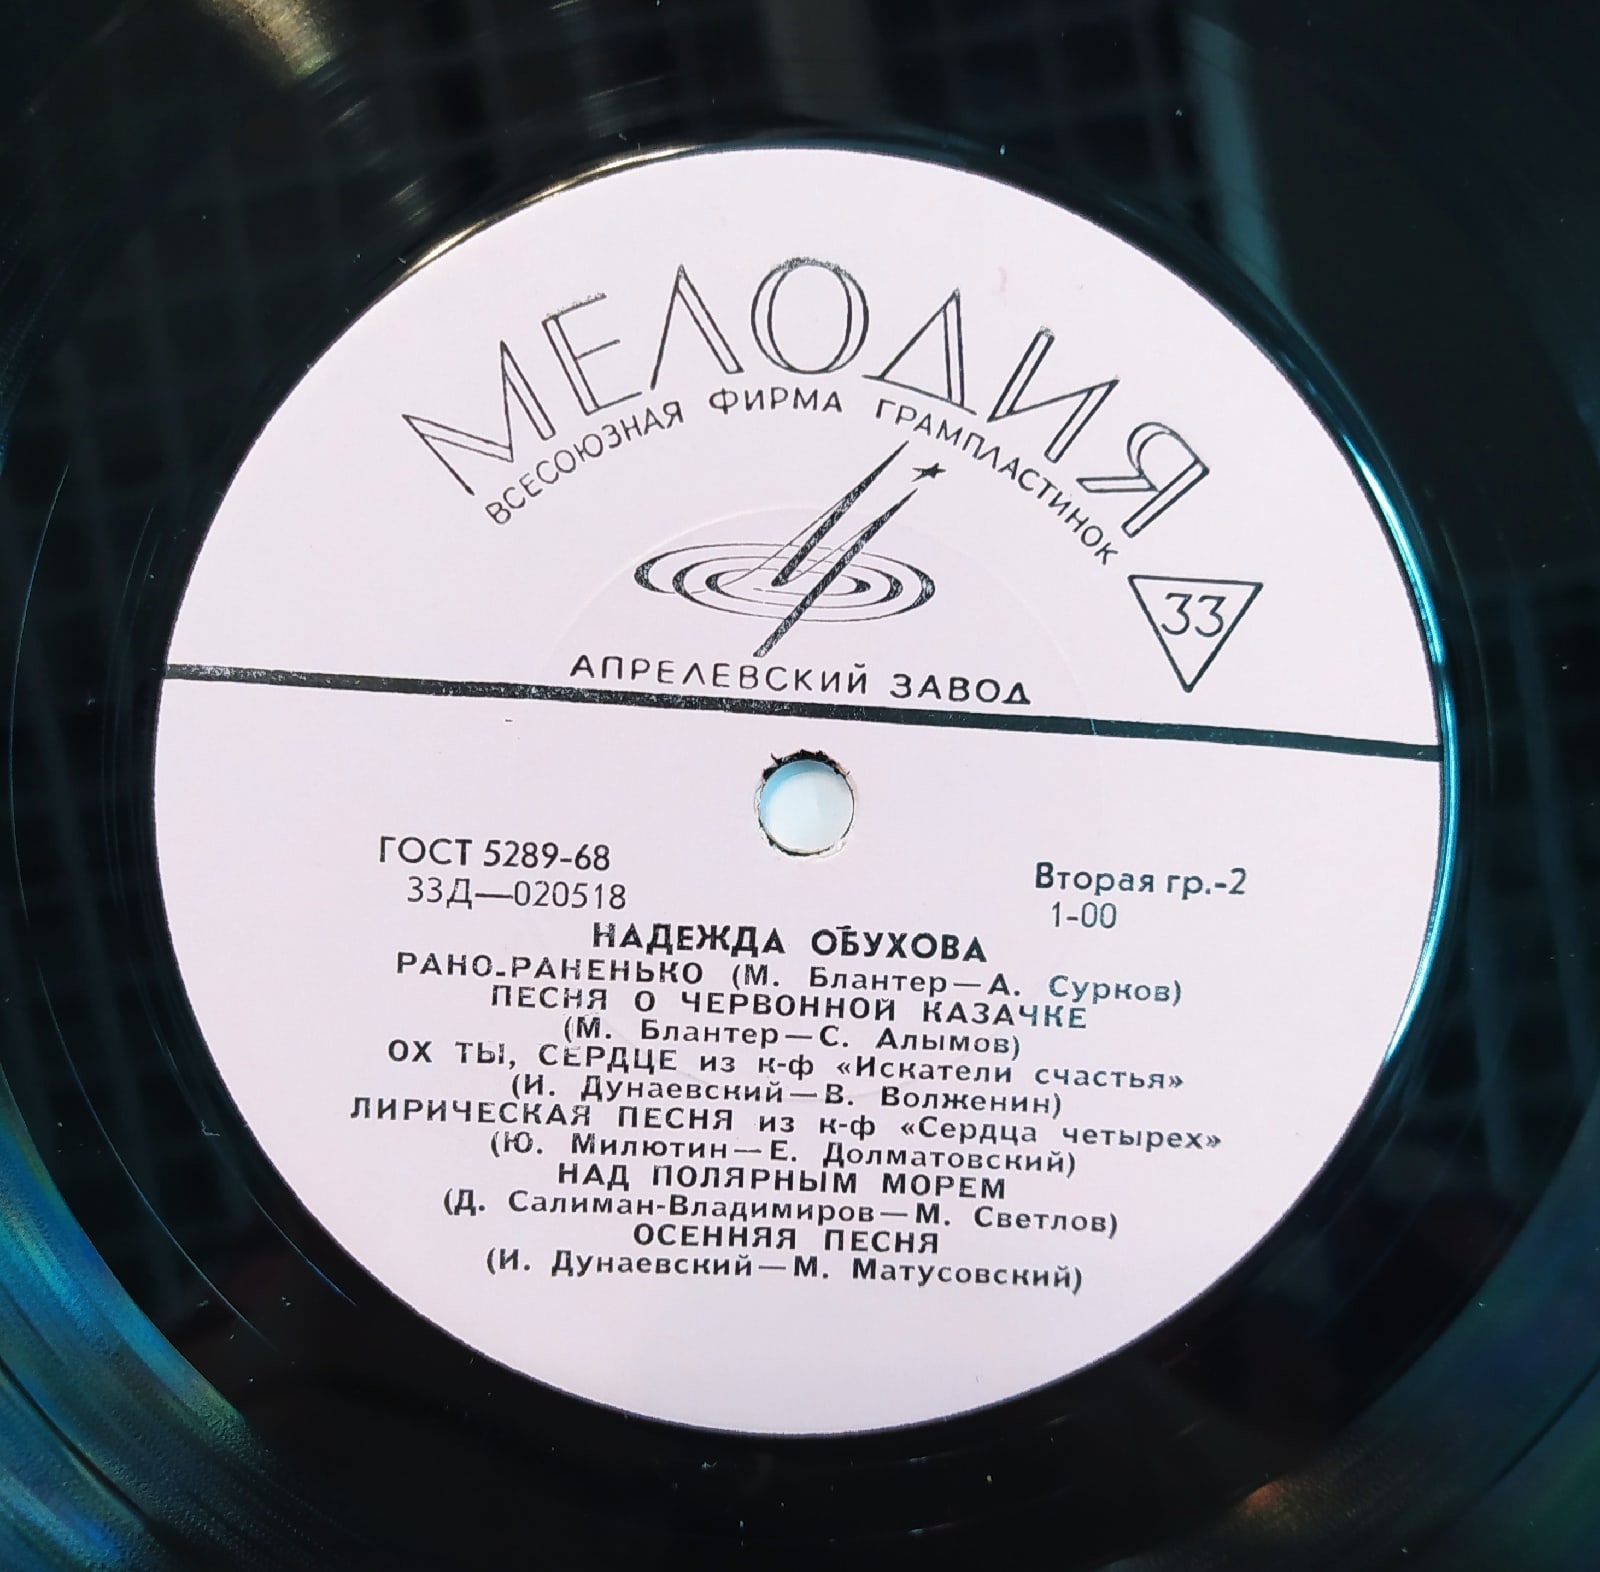 МЕЛОДИЯ
ВСЕСОЮЗНАЯ ФИРМА ГРАМПЛАСТИНОК
33
АПРЕЛЕВСКИЙ ЗАВОД
ГОСТ 5289-68
33Д—020518
Вторая гр.-2
1-00
НАДЕЖДА ОБУХОВА
РАНО-РАНЕНЬКО (М. Блантер—А. Сурков)
ПЕСНЯ О ЧЕРВОННОЙ КАЗАЧКЕ
(М. Блантер—С. Алымов)
ОХ ТЫ, СЕРДЦЕ из к-ф «Искатели счастья»
(И. Дунаевский—В. Волженин)
ЛИРИЧЕСКАЯ ПЕСНЯ из к-ф «Сердца четырех»
(Ю. Милютин—Е. Долматовский)
НАД ПОЛЯРНЫМ МОРЕМ
(Д. Салиман-Владимиров—М. Светлов)
ОСЕННЯЯ ПЕСНЯ
(И. Дунаевский—М. Матусовский)